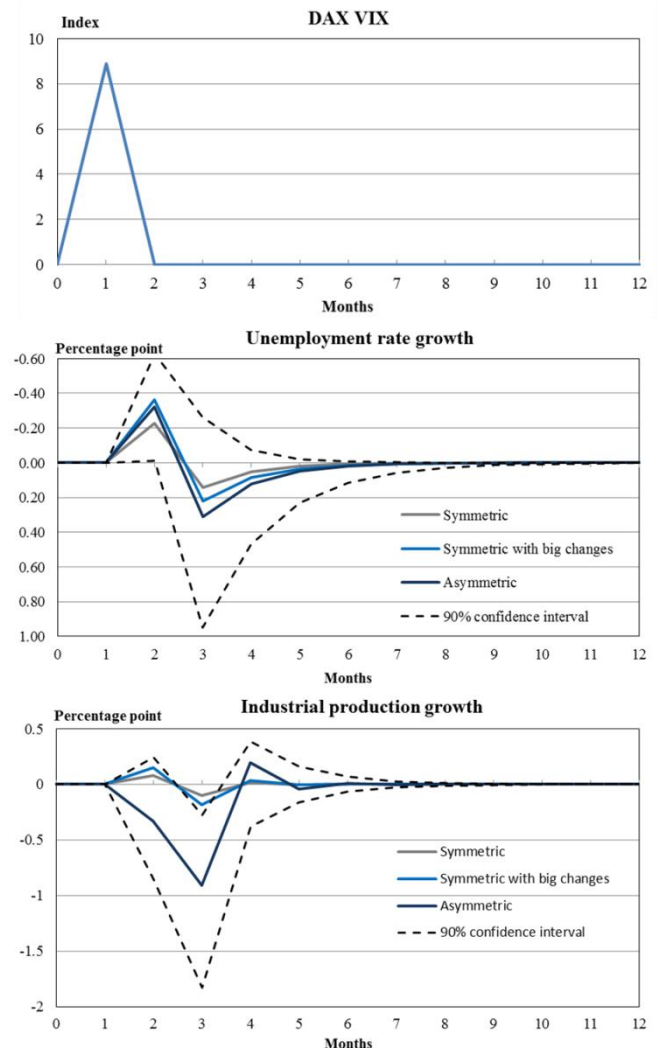 DAX VIX
Index
10
8
6
4
2
0
0 1 2 3 4 5 6 7 8 9 10 11 12
Months
Unemployment rate growth
Percentage point
-0.60
-0.40
-0.20
0.00
0.20
0.40
0.60
0.80
1.00
Symmetric
Symmetric with big changes
Asymmetric
90% confidence interval
0 1 2 3 4 5 6 7 8 9 10 11 12
Months
Industrial production growth
Percentage point
0.5
0
-0.5
-1
-1.5
-2
Symmetric
Symmetric with big changes
Asymmetric
90% confidence interval
0 1 2 3 4 5 6 7 8 9 10 11 12
Months